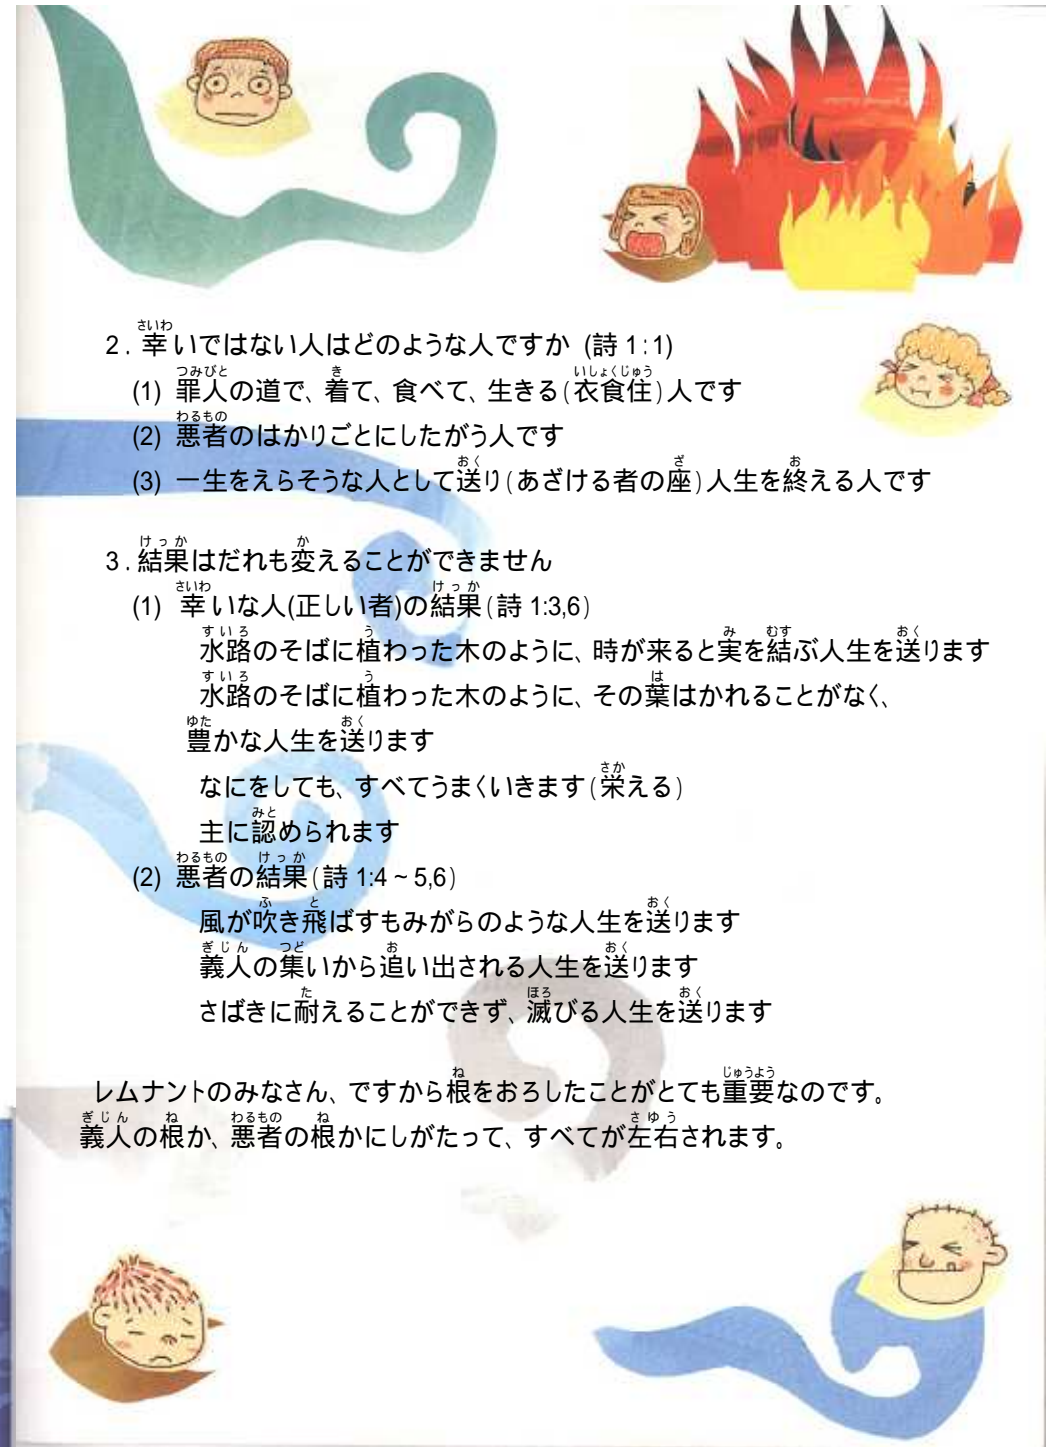 2. 幸いではない人はどのような人ですか (詩 1:1)
(1) 罪人の道で、着て、食べて、生きる(衣食住)人です
(2) 悪者のはかりごとにしたがう人です
(3) 一生をえらそうな人として送り(あざける者の座)人生を終える人です
3. 結果はだれも変えることができません
(1) 幸いな人(正しい者)の結果(詩 1:3,6)
水路のそばに植わった木のように、時が来ると実を結ぶ人生を送ります
水路のそばに植わった木のように、その葉はかれることがなく、
豊かな人生を送ります
なにをしても、すべてうまくいきます(栄える)
主に認められます
(2) 悪者の結果(詩 1:4~5,6)
風が吹き飛ばすもみがらのような人生を送ります
義人の集いから追い出される人生を送ります
さばきに耐えることができず、滅びる人生を送ります
レムナントのみなさん、ですから根をおろしたことがとても重要なのです。
義人の根か、悪者の根かにしがたって、すべてが左右されます。